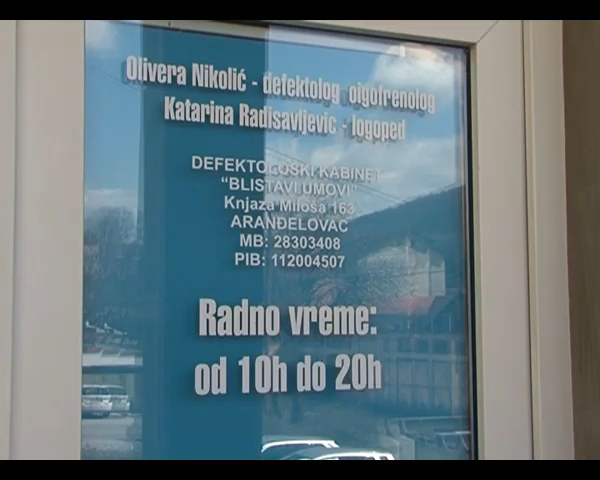 Olivera Nikolić - defektolog oigofrenolog
Katarina Radisavljevic - logoped
DEFEKTOLOŠKI KABINET
"BLISTAVI UMOVI"
Knjaza Miloša 163
ARANĐELOVAC
MB: 28303408
PIB: 112004507
Radno vreme:
od 10h do 20h